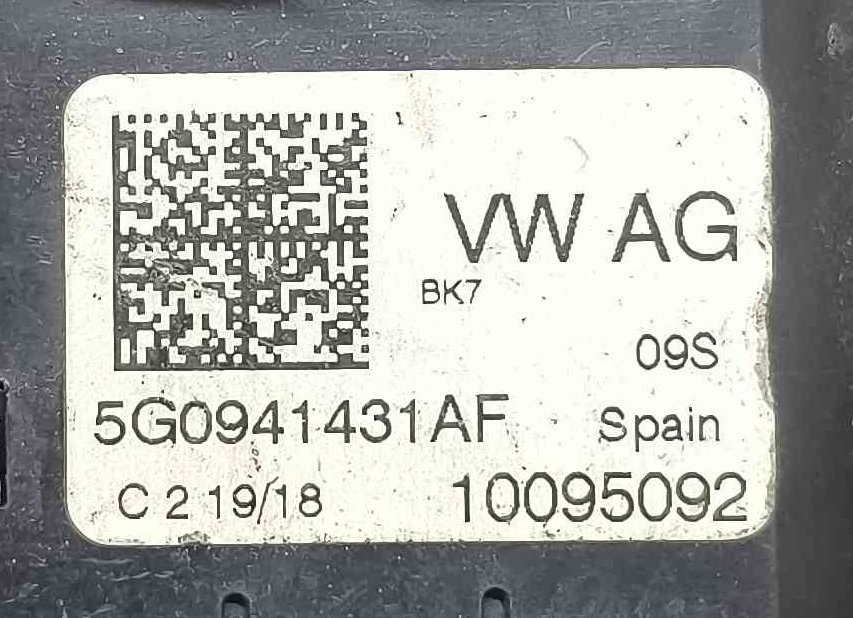 VW AG
BK7
09S
5G0941431AF Spain
C 2 19/18 10095092